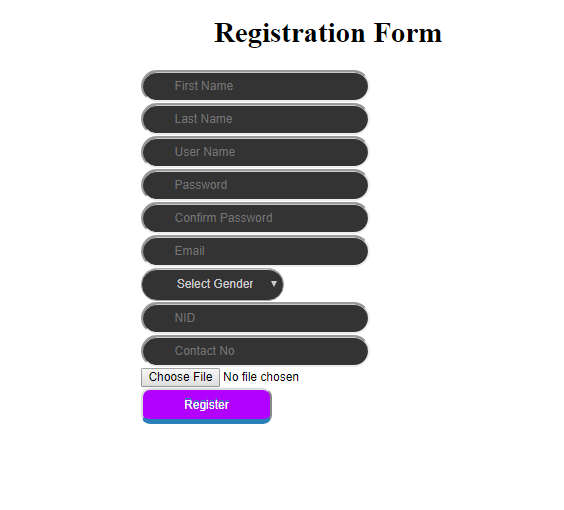 Registration Form
First Name
Last Name
User Name
Password
Confirm Password
Email
Select Gender
NID
Contact No
Choose File No file chosen
Register